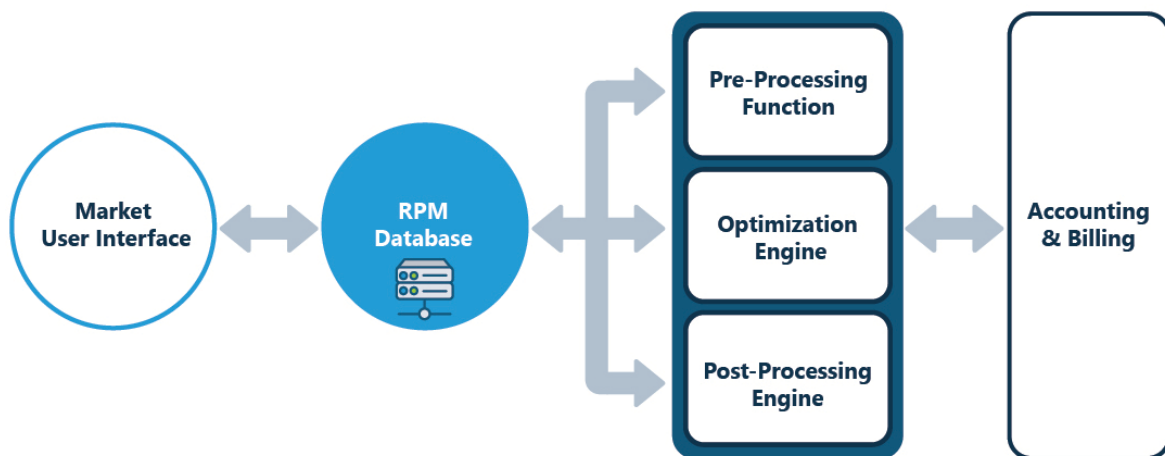 Market
User Interface
RPM
Database
Pre-Processing
Function
Optimization
Engine
Post-Processing
Engine
Accounting
& Billing